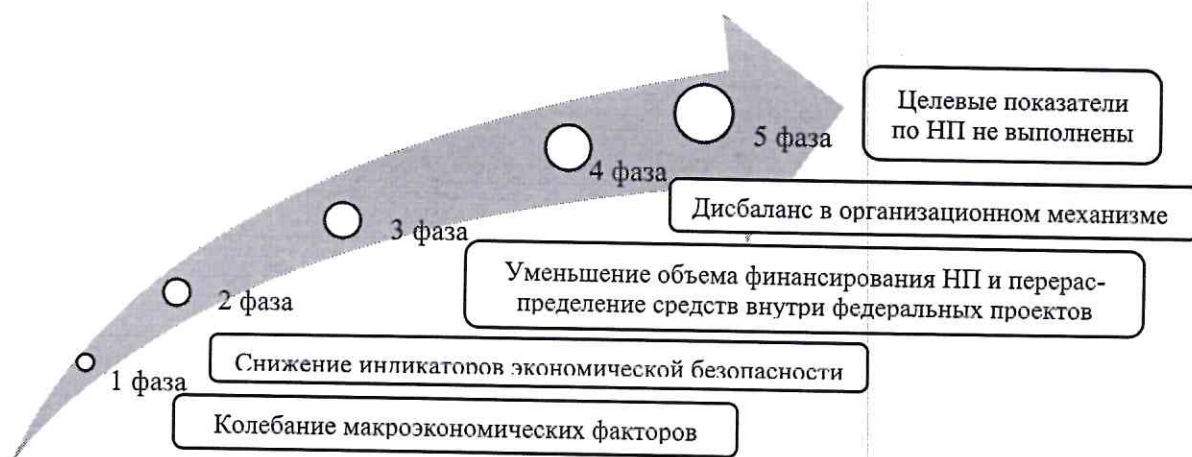 Целевые показатели
по НП не выполнены
5 фаза
4 фаза
Дисбаланс в организационном механизме
3 фаза
Уменьшение объема финансирования НП и перерас-
пределение средств внутри федеральных проектов
2 фаза
Снижение индикаторов экономической безопасности
1 фаза
Колебание макроэкономических факторов